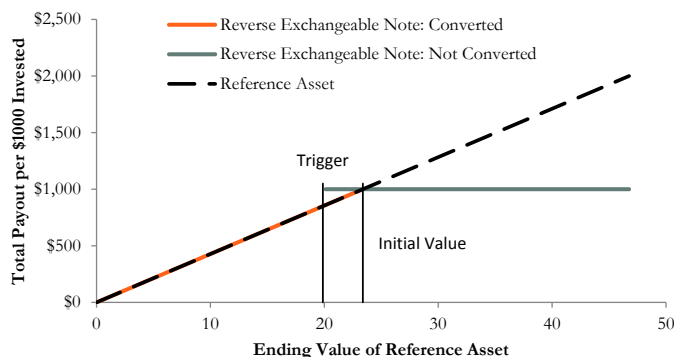 $2,500
Reverse Exchangeable Note: Converted
Reverse Exchangeable Note: Not Converted
Reference Asset
$2,000
$1,500
Trigger
$1,000
$500
Initial Value
$0
0
10
20
30
40
50
Total Payout per $1000 Invested
Ending Value of Reference Asset